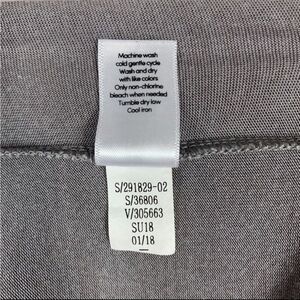 Machine wash
cold gentle cycle
Wash and dry
with like colors
Only non-chlorine
bleach when needed
Tumble dry low
Cool iron
S/291829-02
S/36806
V/305663
SU18
01/18